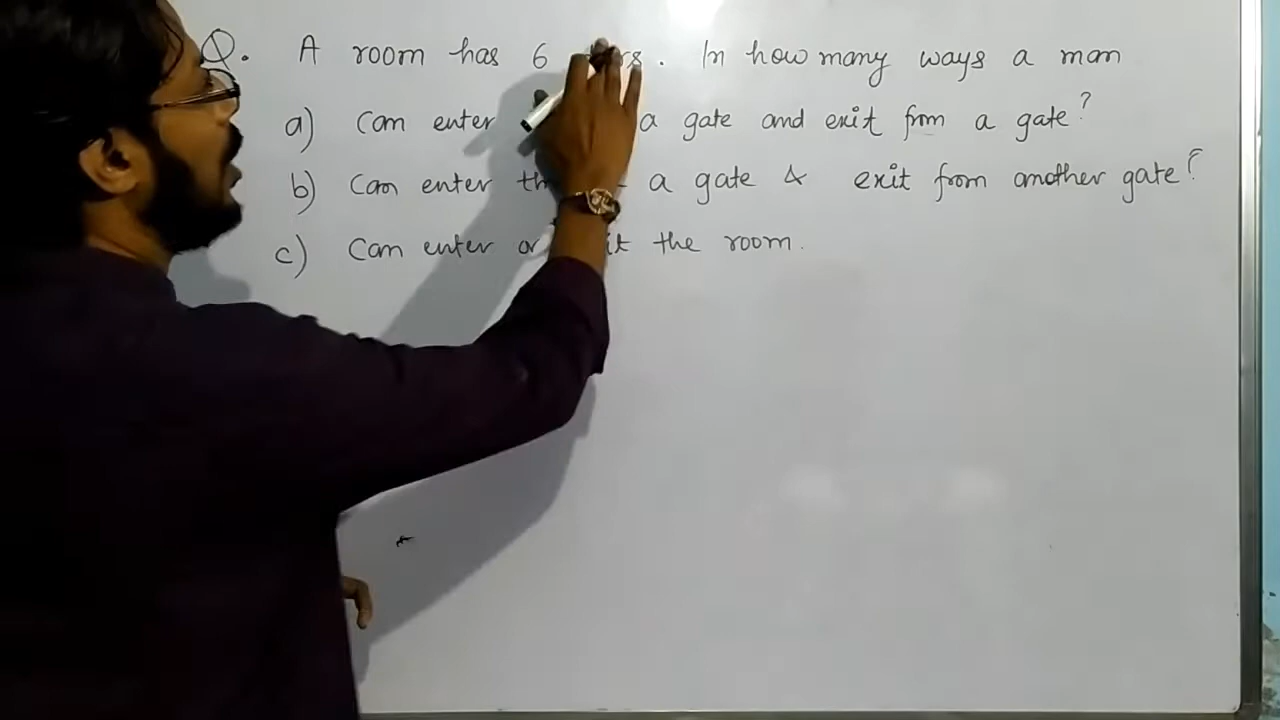 Q. A room has 6 . In how many ways a man
a) can enter a gate and exit from a gate?
b) can enter a gate & exit from another gate?
c) can enter or the room.